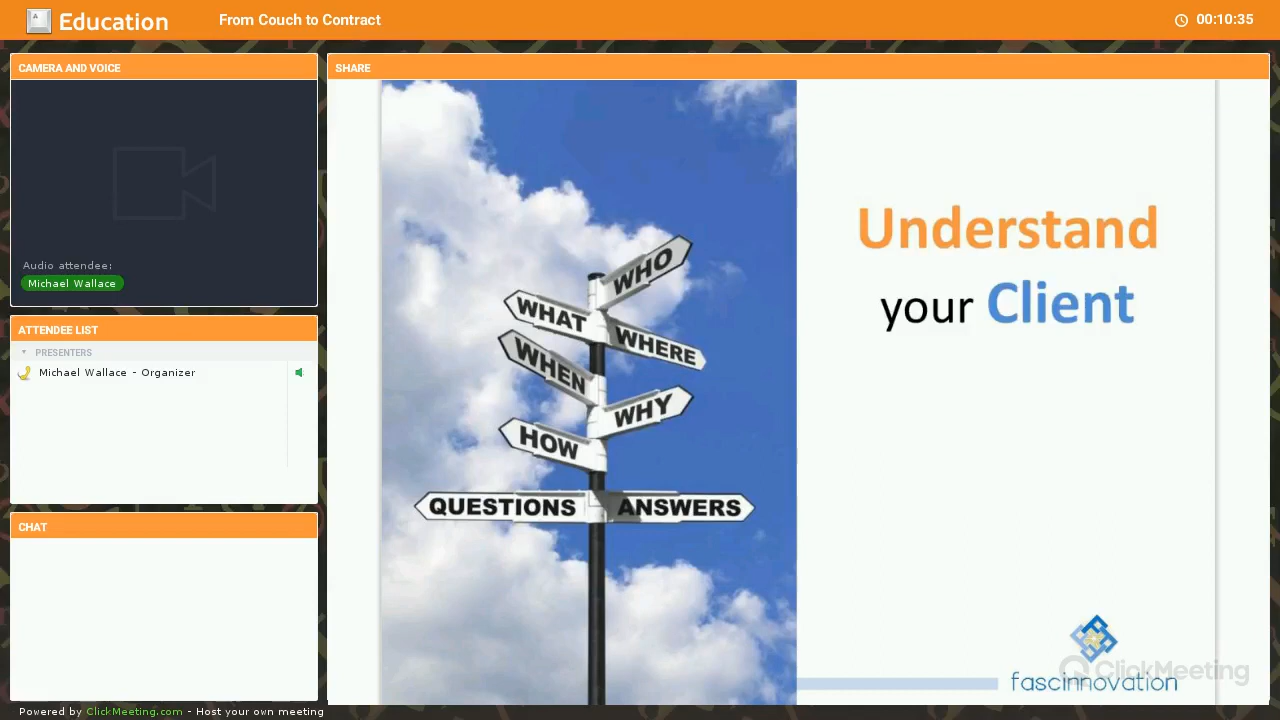 Education
From Couch to Contract
00:10:35
CAMERA AND VOICE
Audio attendee:
Michael Wallace
ATTENDEE LIST
PRESENTERS
Michael Wallace - Organizer
CHAT
Powered by ClickMeeting.com - Host your own meeting
SHARE
WHO
WHAT
WHERE
WHEN
WHY
HOW
QUESTIONS ANSWERS
Understand
your Client
ClickMeeting
fascinnovation